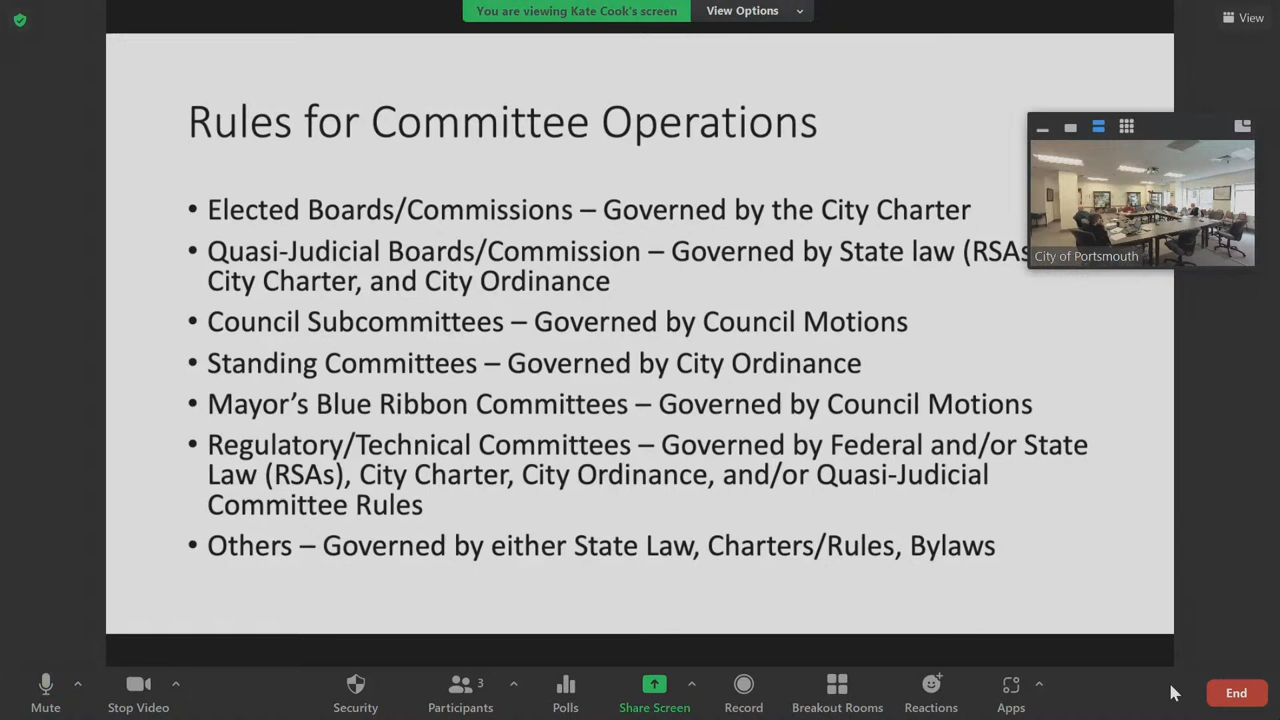 You are viewing Kate Cook's screen
View Options
View
Rules for Committee Operations
• Elected Boards/Commissions – Governed by the City Charter
• Quasi-Judicial Boards/Commission – Governed by State law (RSAs
City Charter, and City Ordinance
• Council Subcommittees – Governed by Council Motions
• Standing Committees – Governed by City Ordinance
• Mayor's Blue Ribbon Committees – Governed by Council Motions
• Regulatory/Technical Committees – Governed by Federal and/or State
Law (RSAs), City Charter, City Ordinance, and/or Quasi-Judicial
Committee Rules
• Others – Governed by either State Law, Charters/Rules, Bylaws
City of Portsmouth
Mute
Stop Video
Security
Participants
3
Polls
Share Screen
Record
Breakout Rooms
Reactions
Apps
End